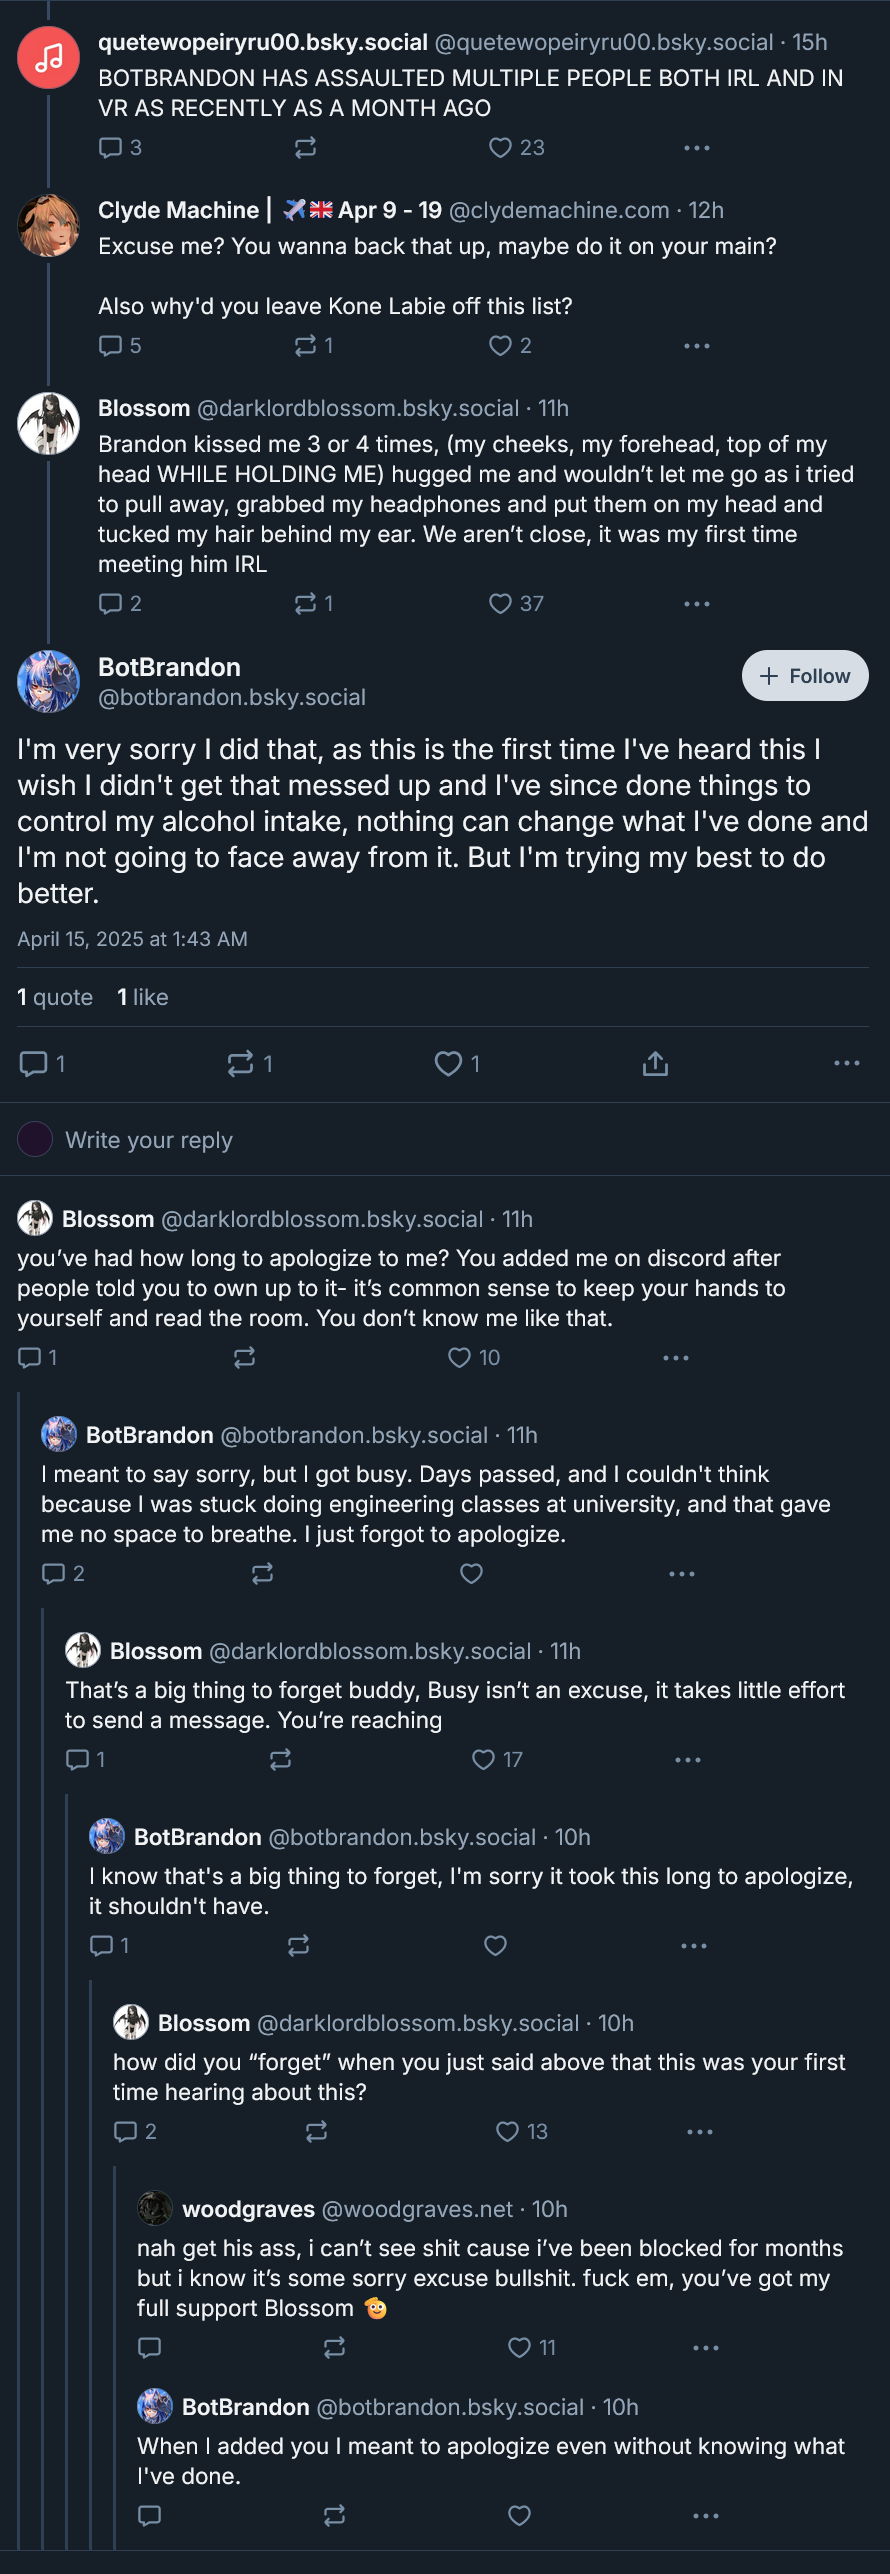 quetewopeiryru00.bsky.social @quetewopeiryru00.bsky.social · 15h
BOTBRANDON HAS ASSAULTED MULTIPLE PEOPLE BOTH IRL AND IN
VR AS RECENTLY AS A MONTH AGO
3 23
Clyde Machine | ✈️🇬🇧 Apr 9 - 19 @clydemachine.com · 12h
Excuse me? You wanna back that up, maybe do it on your main?
Also why'd you leave Kone Labie off this list?
5 1 2
Blossom @darklordblossom.bsky.social · 11h
Brandon kissed me 3 or 4 times, (my cheeks, my forehead, top of my
head WHILE HOLDING ME) hugged me and wouldn’t let me go as i tried
to pull away, grabbed my headphones and put them on my head and
tucked my hair behind my ear. We aren’t close, it was my first time
meeting him IRL
2 1 37
BotBrandon
@botbrandon.bsky.social
+ Follow
I'm very sorry I did that, as this is the first time I've heard this I
wish I didn't get that messed up and I've since done things to
control my alcohol intake, nothing can change what I've done and
I'm not going to face away from it. But I'm trying my best to do
better.
April 15, 2025 at 1:43 AM
1 quote 1 like
1 1 1
Write your reply
Blossom @darklordblossom.bsky.social · 11h
you’ve had how long to apologize to me? You added me on discord after
people told you to own up to it- it’s common sense to keep your hands to
yourself and read the room. You don’t know me like that.
1 10
BotBrandon @botbrandon.bsky.social · 11h
I meant to say sorry, but I got busy. Days passed, and I couldn't think
because I was stuck doing engineering classes at university, and that gave
me no space to breathe. I just forgot to apologize.
2
Blossom @darklordblossom.bsky.social · 11h
That’s a big thing to forget buddy, Busy isn’t an excuse, it takes little effort
to send a message. You’re reaching
1 17
BotBrandon @botbrandon.bsky.social · 10h
I know that's a big thing to forget, I'm sorry it took this long to apologize,
it shouldn't have.
1
Blossom @darklordblossom.bsky.social · 10h
how did you “forget” when you just said above that this was your first
time hearing about this?
2 13
woodgraves @woodgraves.net · 10h
nah get his ass, i can’t see shit cause i’ve been blocked for months
but i know it’s some sorry excuse bullshit. fuck em, you’ve got my
full support Blossom 🫡
11
BotBrandon @botbrandon.bsky.social · 10h
When I added you I meant to apologize even without knowing what
I've done.